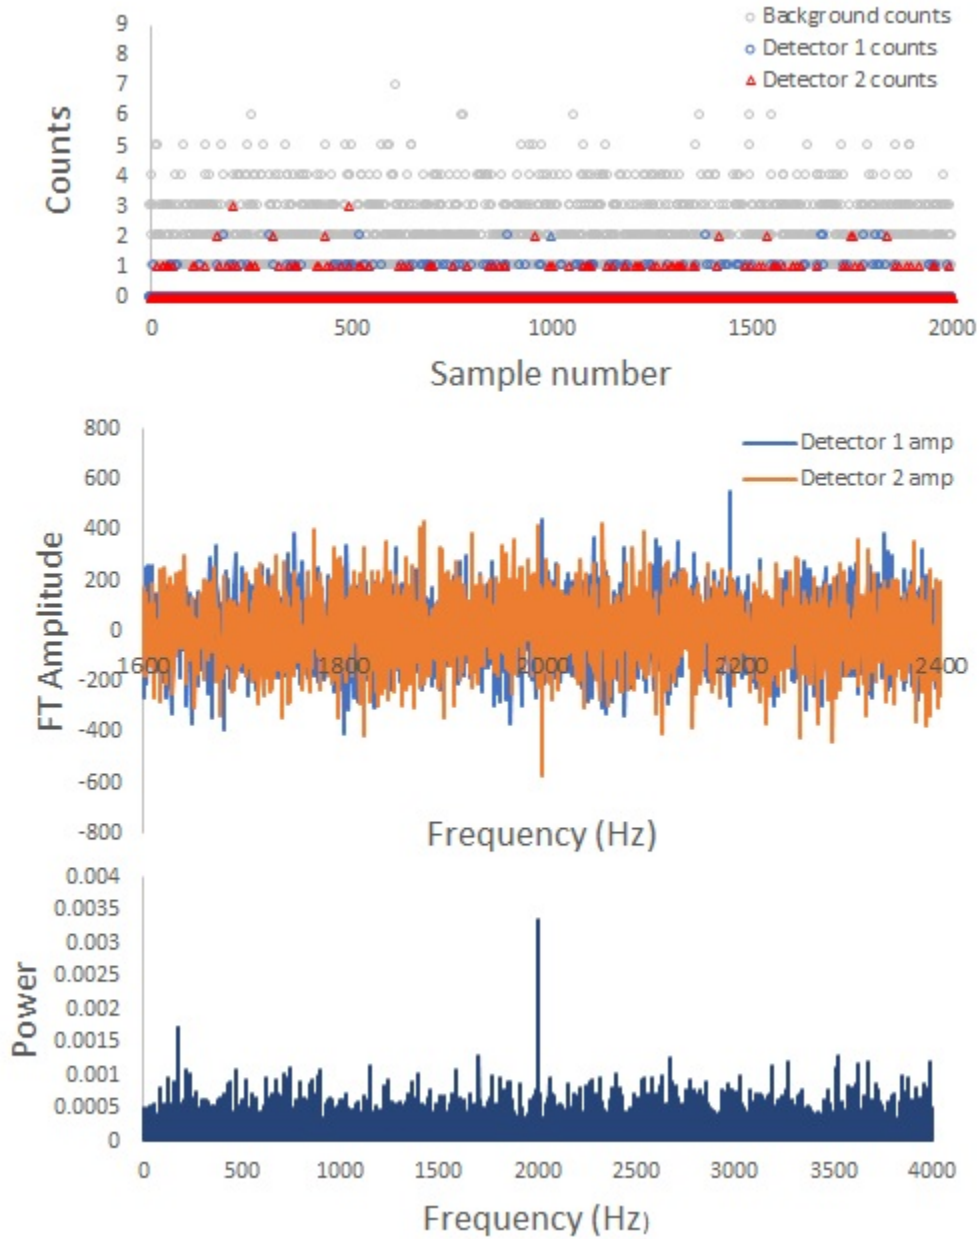 9
8
7
6
5
4
3
2
1
0
Counts
Background counts
Detector 1 counts
Detector 2 counts
0 500 1000 1500 2000
Sample number
800
600
400
200
0
-200
-400
-600
-800
FT Amplitude
Detector 1 amp
Detector 2 amp
1600 1800 2000 2200 2400
Frequency (Hz)
0.004
0.0035
0.003
0.0025
0.002
0.0015
0.001
0.0005
0
Power
0 500 1000 1500 2000 2500 3000 3500 4000
Frequency (Hz)